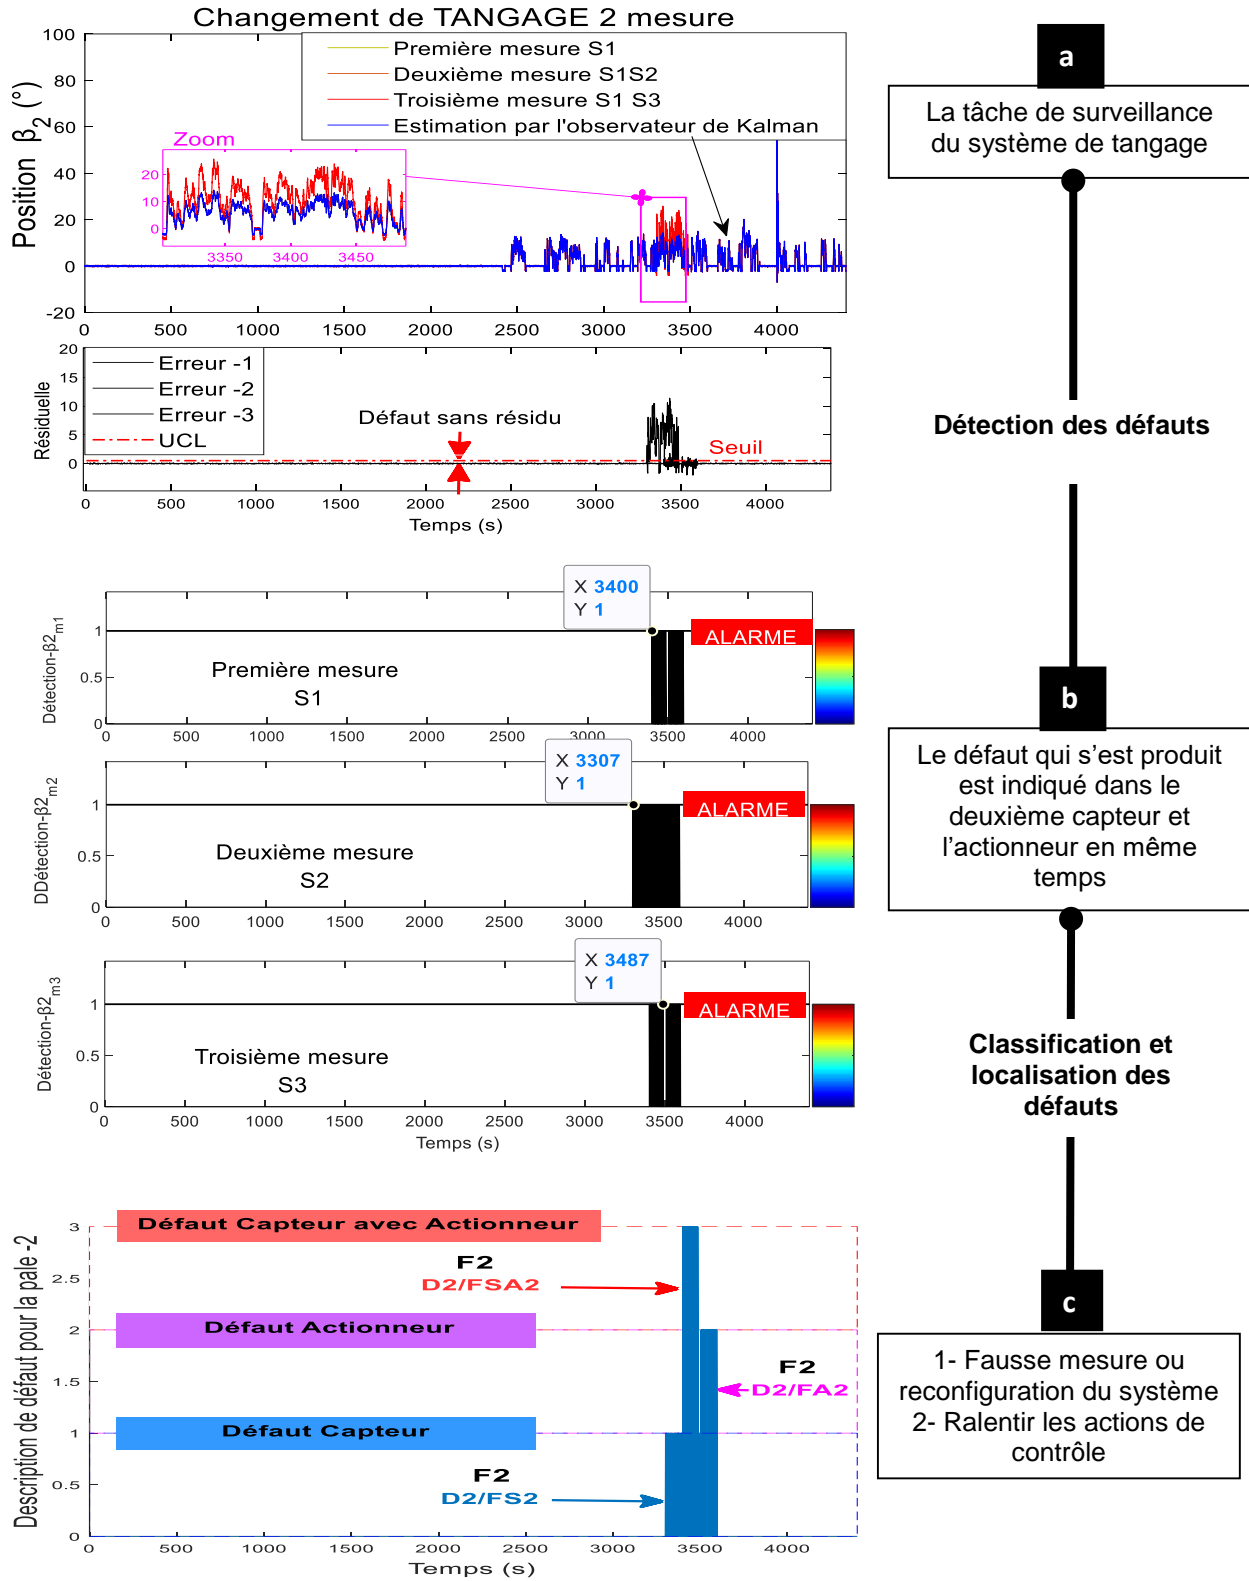 Changement de TANGAGE 2 mesure
Position β2 (°)
100
80
60
40
20
0
-20
Première mesure S1
Deuxième mesure S1S2
Troisième mesure S1 S3
Estimation par l'observateur de Kalman
Zoom
20
10
0
3350 3400 3450
0 500 1000 1500 2000 2500 3000 3500 4000
Résiduelle
20
15
10
5
0
Erreur -1
Erreur -2
Erreur -3
UCL
Défaut sans résidu
Seuil
0 500 1000 1500 2000 2500 3000 3500 4000
Temps (s)
Détection-β2m1
1
0.5
0
X 3400
Y 1
ALARME
Première mesure
S1
0 500 1000 1500 2000 2500 3000 3500 4000
DDétection-β2m2
1
0.5
0
X 3307
Y 1
ALARME
Deuxième mesure
S2
0 500 1000 1500 2000 2500 3000 3500 4000
Détection-β2m3
1
0.5
0
X 3487
Y 1
ALARME
Troisième mesure
S3
0 500 1000 1500 2000 2500 3000 3500 4000
Temps (s)
Description de défaut pour la pale -2
3
2.5
2
1.5
1
0.5
0
Défaut Capteur avec Actionneur
F2
D2/FSA2
Défaut Actionneur
F2
D2/FA2
Défaut Capteur
F2
D2/FS2
0 500 1000 1500 2000 2500 3000 3500 4000
Temps (s)
a
La tâche de surveillance
du système de tangage
Détection des défauts
b
Le défaut qui s’est produit
est indiqué dans le
deuxième capteur et
l’actionneur en même
temps
Classification et
localisation des
défauts
c
1- Fausse mesure ou
reconfiguration du système
2- Ralentir les actions de
contrôle